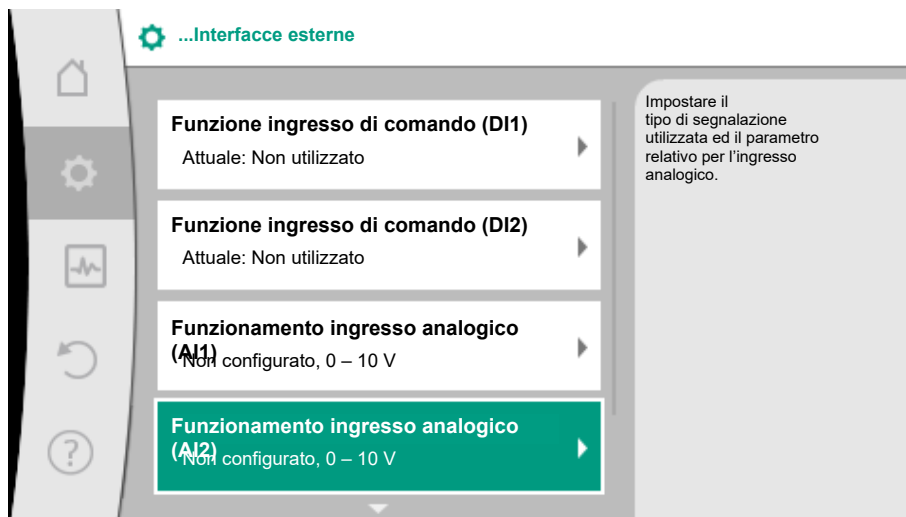 ...Interfacce esterne
Funzione ingresso di comando (DI1)
Attuale: Non utilizzato
Funzione ingresso di comando (DI2)
Attuale: Non utilizzato
Funzionamento ingresso analogico
(AI1)
Non configurato, 0 – 10 V
Funzionamento ingresso analogico
(AI2)
Non configurato, 0 – 10 V
Impostare il
tipo di segnalazione
utilizzata ed il parametro
relativo per l'ingresso
analogico.
?